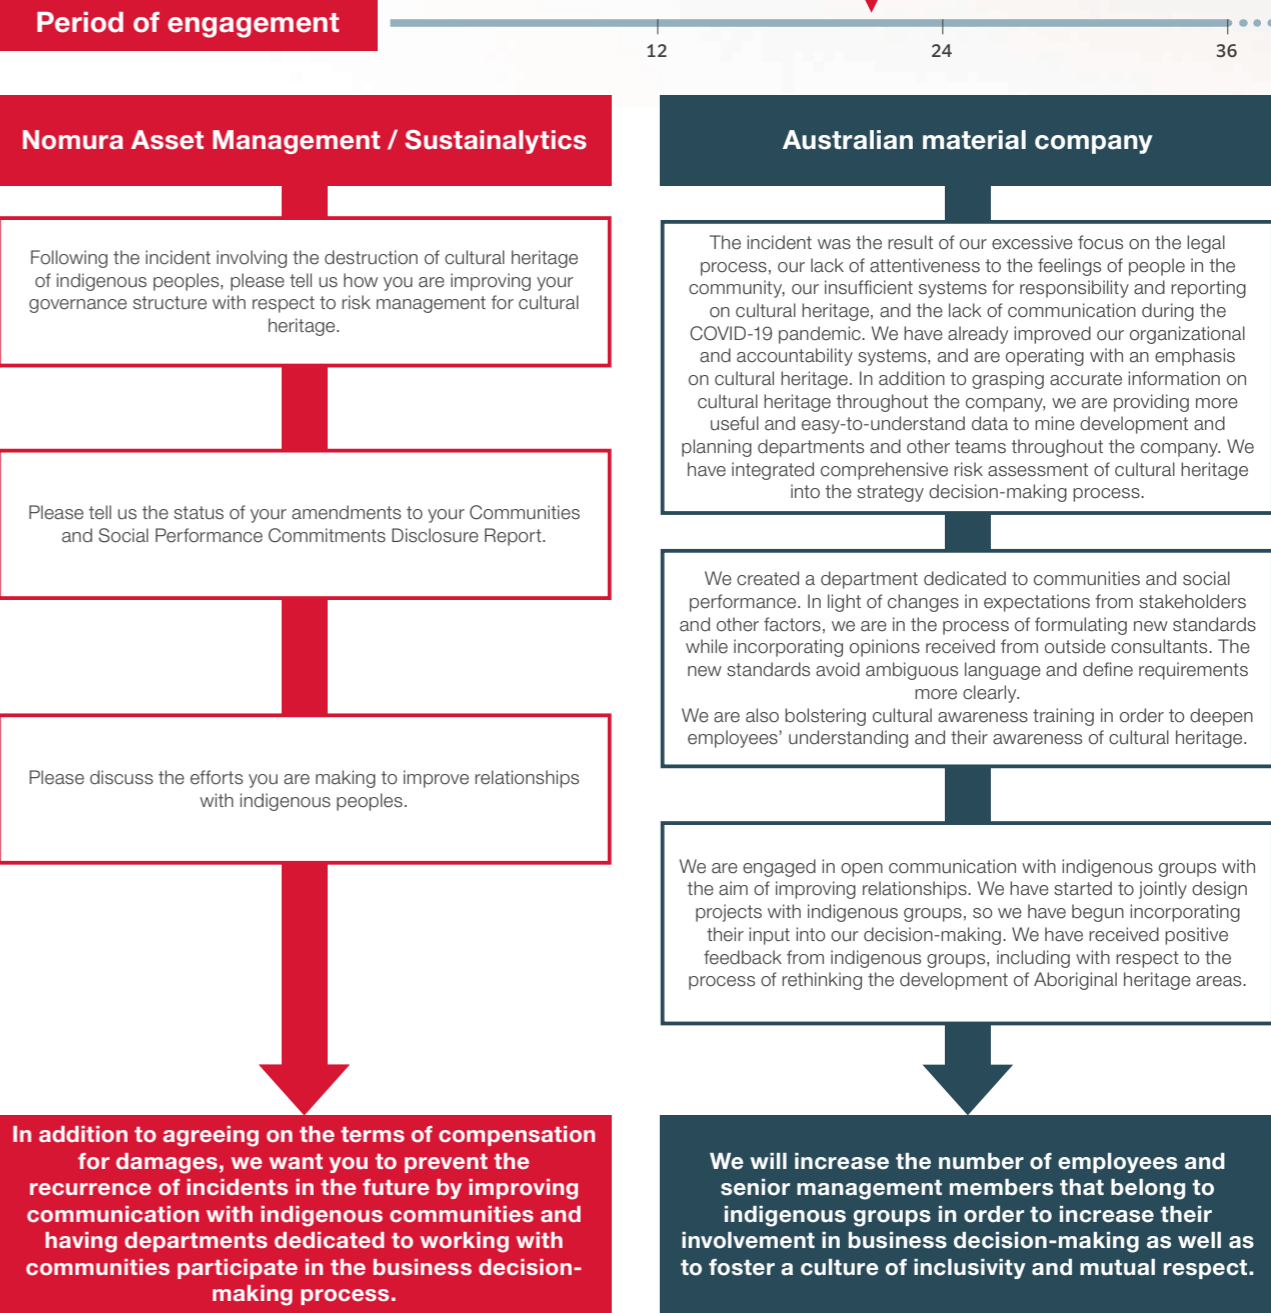 Period of engagement
12
24
36
Nomura Asset Management / Sustainalytics
Following the incident involving the destruction of cultural heritage
of indigenous peoples, please tell us how you are improving your
governance structure with respect to risk management for cultural
heritage.
Please tell us the status of your amendments to your Communities
and Social Performance Commitments Disclosure Report.
Please discuss the efforts you are making to improve relationships
with indigenous peoples.
In addition to agreeing on the terms of compensation
for damages, we want you to prevent the
recurrence of incidents in the future by improving
communication with indigenous communities and
having departments dedicated to working with
communities participate in the business decision-
making process.
Australian material company
The incident was the result of our excessive focus on the legal
process, our lack of attentiveness to the feelings of people in the
community, our insufficient systems for responsibility and reporting
on cultural heritage, and the lack of communication during the
COVID-19 pandemic. We have already improved our organizational
and accountability systems, and are operating with an emphasis
on cultural heritage. In addition to grasping accurate information on
cultural heritage throughout the company, we are providing more
useful and easy-to-understand data to mine development and
planning departments and other teams throughout the company. We
have integrated comprehensive risk assessment of cultural heritage
into the strategy decision-making process.
We created a department dedicated to communities and social
performance. In light of changes in expectations from stakeholders
and other factors, we are in the process of formulating new standards
while incorporating opinions received from outside consultants. The
new standards avoid ambiguous language and define requirements
more clearly.
We are also bolstering cultural awareness training in order to deepen
employees’ understanding and their awareness of cultural heritage.
We are engaged in open communication with indigenous groups with
the aim of improving relationships. We have started to jointly design
projects with indigenous groups, so we have begun incorporating
their input into our decision-making. We have received positive
feedback from indigenous groups, including with respect to the
process of rethinking the development of Aboriginal heritage areas.
We will increase the number of employees and
senior management members that belong to
indigenous groups in order to increase their
involvement in business decision-making as well as
to foster a culture of inclusivity and mutual respect.